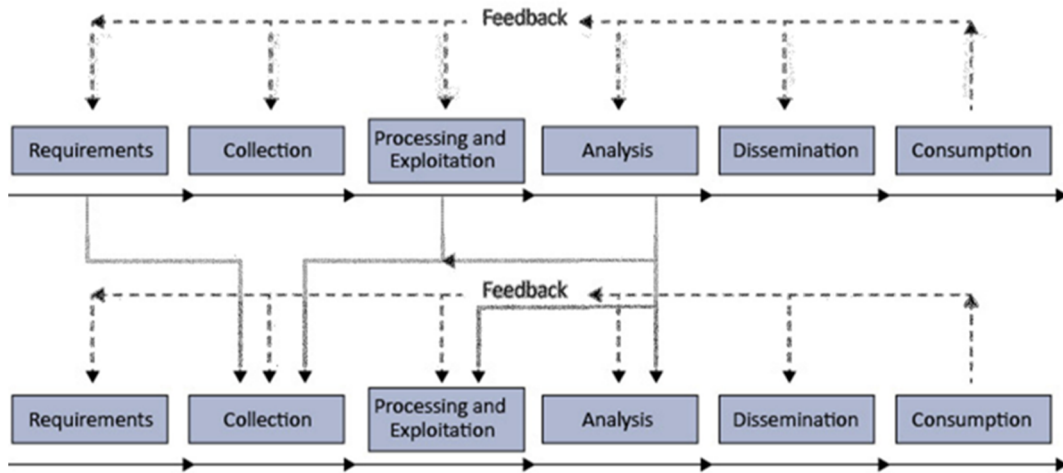 Feedback
Requirements
Collection
Processing and
Exploitation
Analysis
Dissemination
Consumption
Feedback
Requirements
Collection
Processing and
Exploitation
Analysis
Dissemination
Consumption